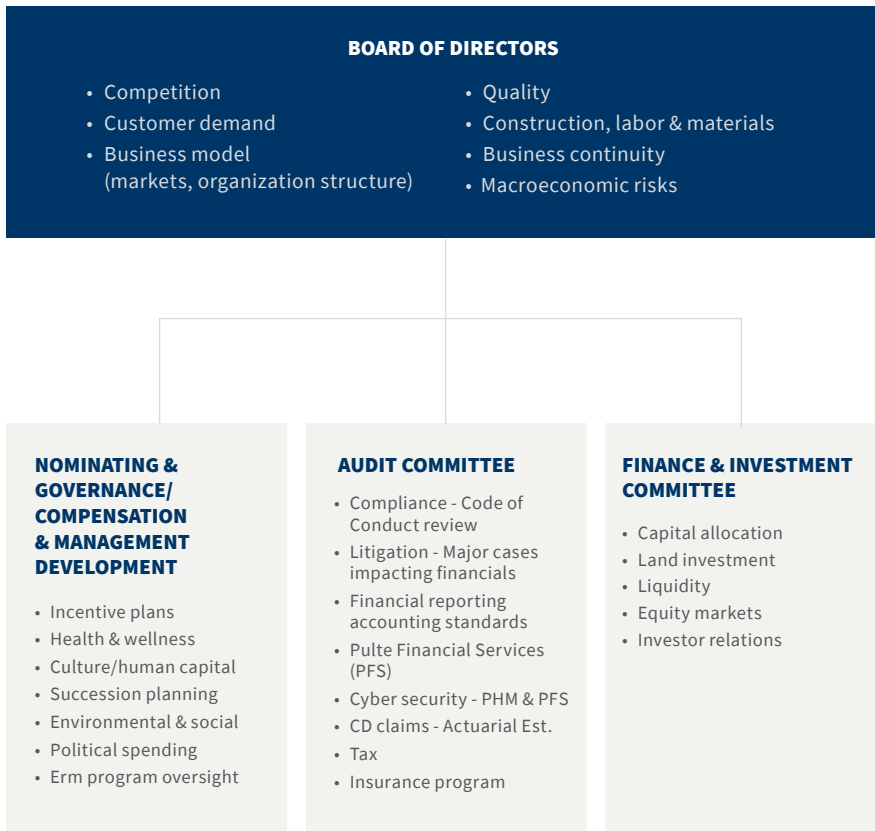 BOARD OF DIRECTORS
• Competition
• Customer demand
• Business model
(markets, organization structure)
• Quality
• Construction, labor & materials
• Business continuity
• Macroeconomic risks
NOMINATING &
GOVERNANCE/
COMPENSATION
& MANAGEMENT
DEVELOPMENT
• Incentive plans
• Health & wellness
• Culture/human capital
• Succession planning
• Environmental & social
• Political spending
• Erm program oversight
AUDIT COMMITTEE
• Compliance - Code of
Conduct review
• Litigation - Major cases
impacting financials
• Financial reporting
accounting standards
• Pulte Financial Services
(PFS)
• Cyber security - PHM & PFS
• CD claims - Actuarial Est.
• Tax
• Insurance program
FINANCE & INVESTMENT
COMMITTEE
• Capital allocation
• Land investment
• Liquidity
• Equity markets
• Investor relations